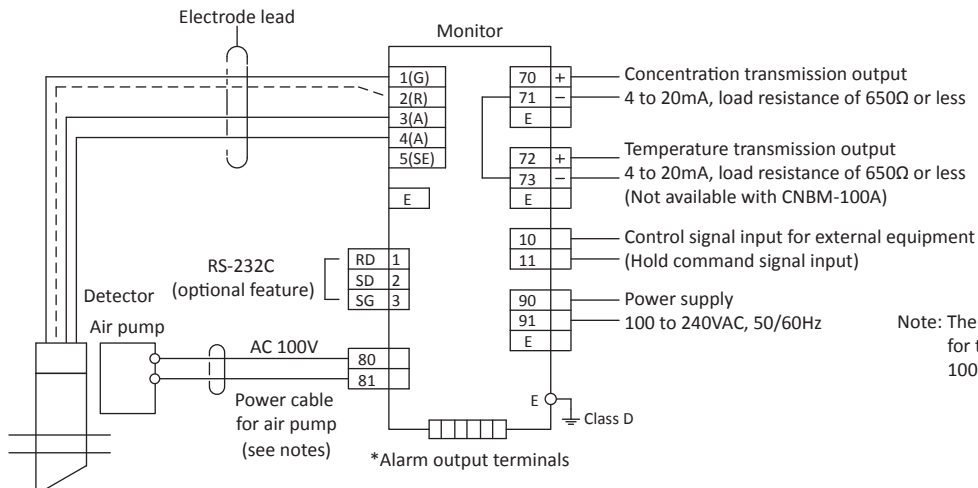 Electrode lead
Monitor
1(G)
2(R)
3(A)
4(A)
5(SE)
E
70 +
71 −
E
Concentration transmission output
4 to 20mA, load resistance of 650Ω or less
72 +
73 −
E
Temperature transmission output
4 to 20mA, load resistance of 650Ω or less
(Not available with CNBM-100A)
10
11
Control signal input for external equipment
(Hold command signal input)
RS-232C
(optional feature)
RD 1
SD 2
SG 3
90
91
E
Power supply
100 to 240VAC, 50/60Hz
Note: The
for t
100
Detector
Air pump
AC 100V
80
81
Power cable
for air pump
(see notes)
E
Class D
*Alarm output terminals